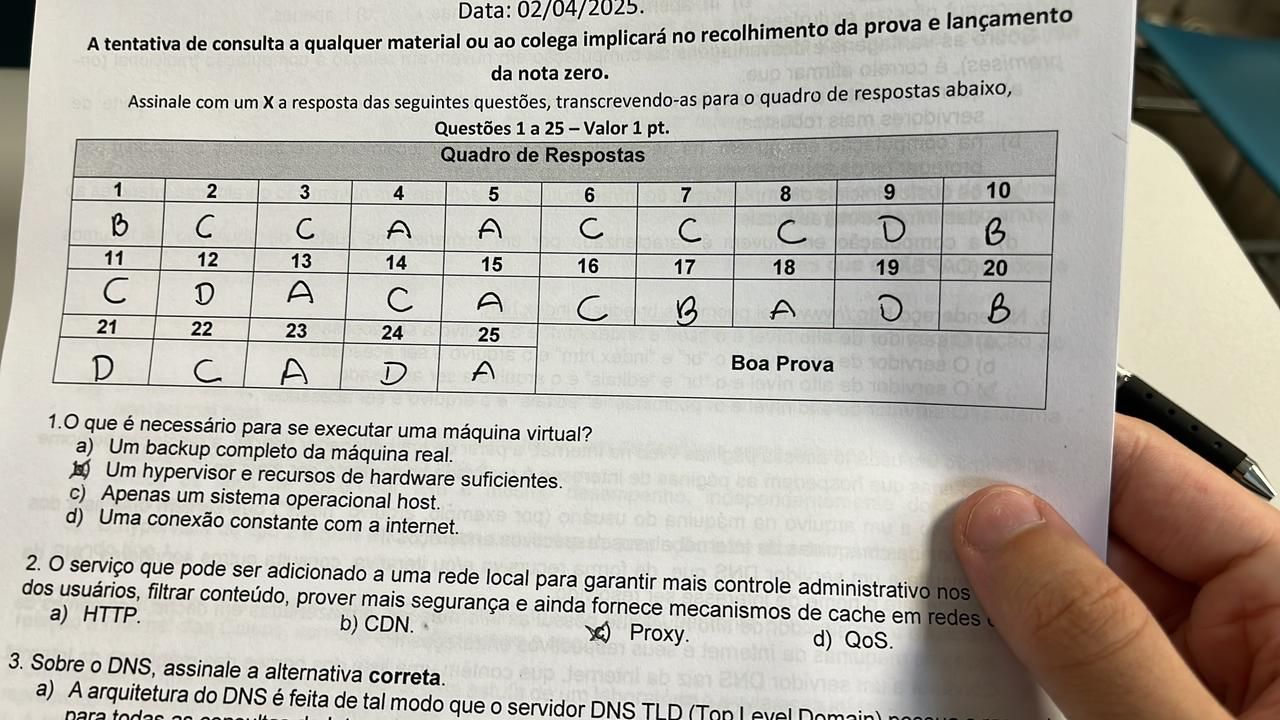 Data: 02/04/2025.
A tentativa de consulta a qualquer material ou ao colega implicará no recolhimento da prova e lançamento
da nota zero.
Assinale com um X a resposta das seguintes questões, transcrevendo-as para o quadro de respostas abaixo,
Questões 1 a 25 – Valor 1 pt.
Quadro de Respostas
1 2 3 4 5 6 7 8 9 10
B C C A A C C C D B
11 12 13 14 15 16 17 18 19 20
C D A C A C B A D B
21 22 23 24 25
D C A D A
Boa Prova
1.O que é necessário para se executar uma máquina virtual?
a) Um backup completo da máquina real.
b) Um hypervisor e recursos de hardware suficientes.
c) Apenas um sistema operacional host.
d) Uma conexão constante com a internet.
2. O serviço que pode ser adicionado a uma rede local para garantir mais controle administrativo nos
dos usuários, filtrar conteúdo, prover mais segurança e ainda fornece mecanismos de cache em redes
a) HTTP. b) CDN. c) Proxy. d) QoS.
3. Sobre o DNS, assinale a alternativa correta.
a) A arquitetura do DNS é feita de tal modo que o servidor DNS TLD (Top Level Domain)
para todas as